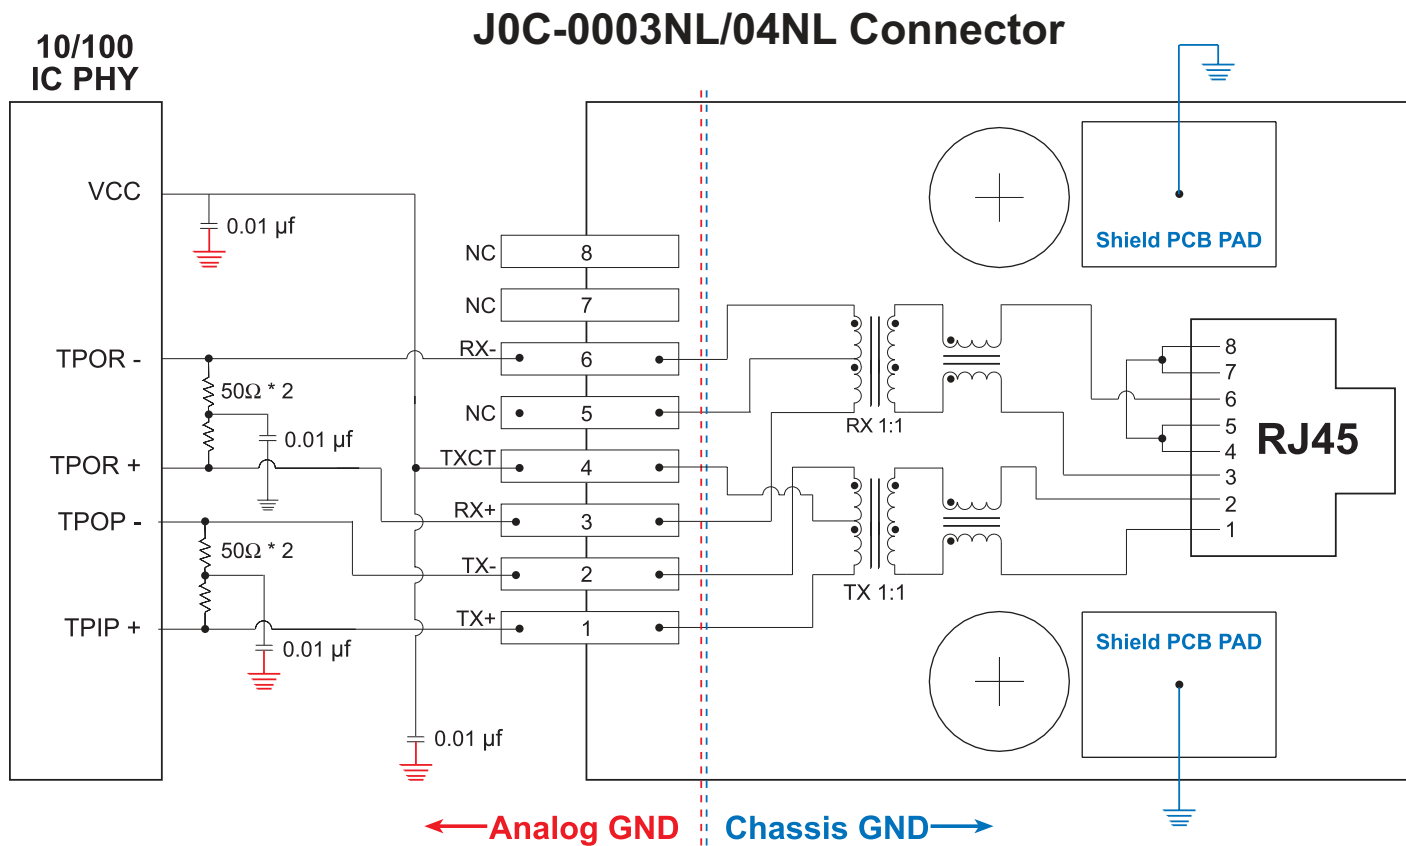 J0C-0003NL/04NL Connector
10/100
IC PHY
VCC
0.01 µf
Shield PCB PAD
NC 8
NC 7
TPOR -
RX- 6
50Ω * 2
NC 5
0.01 µf
RX 1:1
TPOR +
TXCT 4
TPOP -
RX+ 3
50Ω * 2
TX- 2
TX 1:1
TPIP +
TX+ 1
0.01 µf
8
7
6
5
4
3
2
1
RJ45
Shield PCB PAD
0.01 µf
Analog GND
Chassis GND